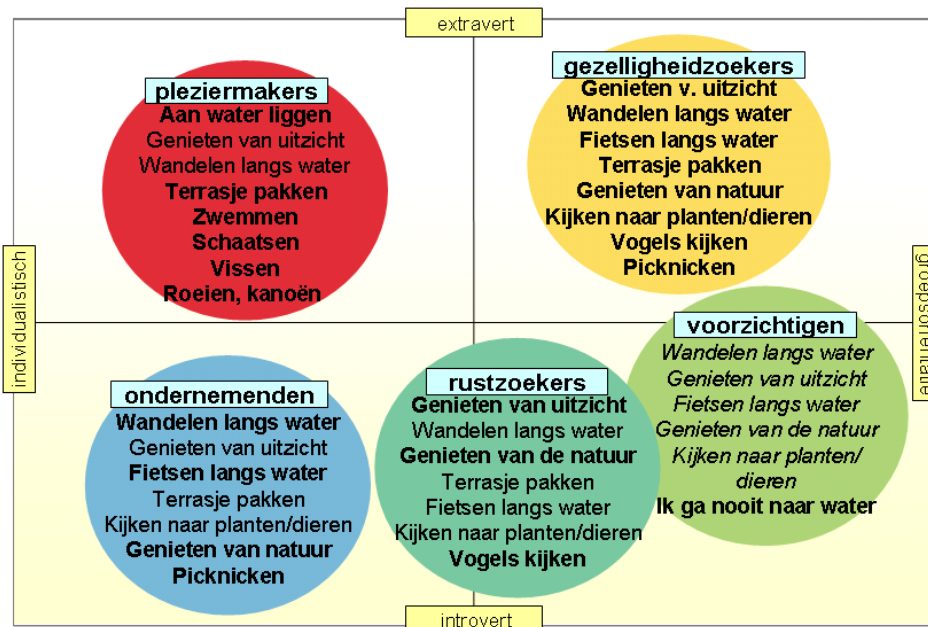 extravert
pleziermakers
Aan water liggen
Genieten van uitzicht
Wandelen langs water
Terrasje pakken
Zwemmen
Schaatsen
Vissen
Roeien, kanoën
gezelligheidzoekers
Genieten v. uitzicht
Wandelen langs water
Fietsen langs water
Terrasje pakken
Genieten van natuur
Kijken naar planten/dieren
Vogels kijken
Picknicken
individualistisch
groepsorientatie
ondernemenden
Wandelen langs water
Genieten van uitzicht
Fietsen langs water
Terrasje pakken
Kijken naar planten/dieren
Genieten van natuur
Picknicken
rustzoekers
Genieten van uitzicht
Wandelen langs water
Genieten van de natuur
Terrasje pakken
Fietsen langs water
Kijken naar planten/dieren
Vogels kijken
voorzichtigen
Wandelen langs water
Genieten van uitzicht
Fietsen langs water
Genieten van de natuur
Kijken naar planten/
dieren
Ik ga nooit naar water
introvert